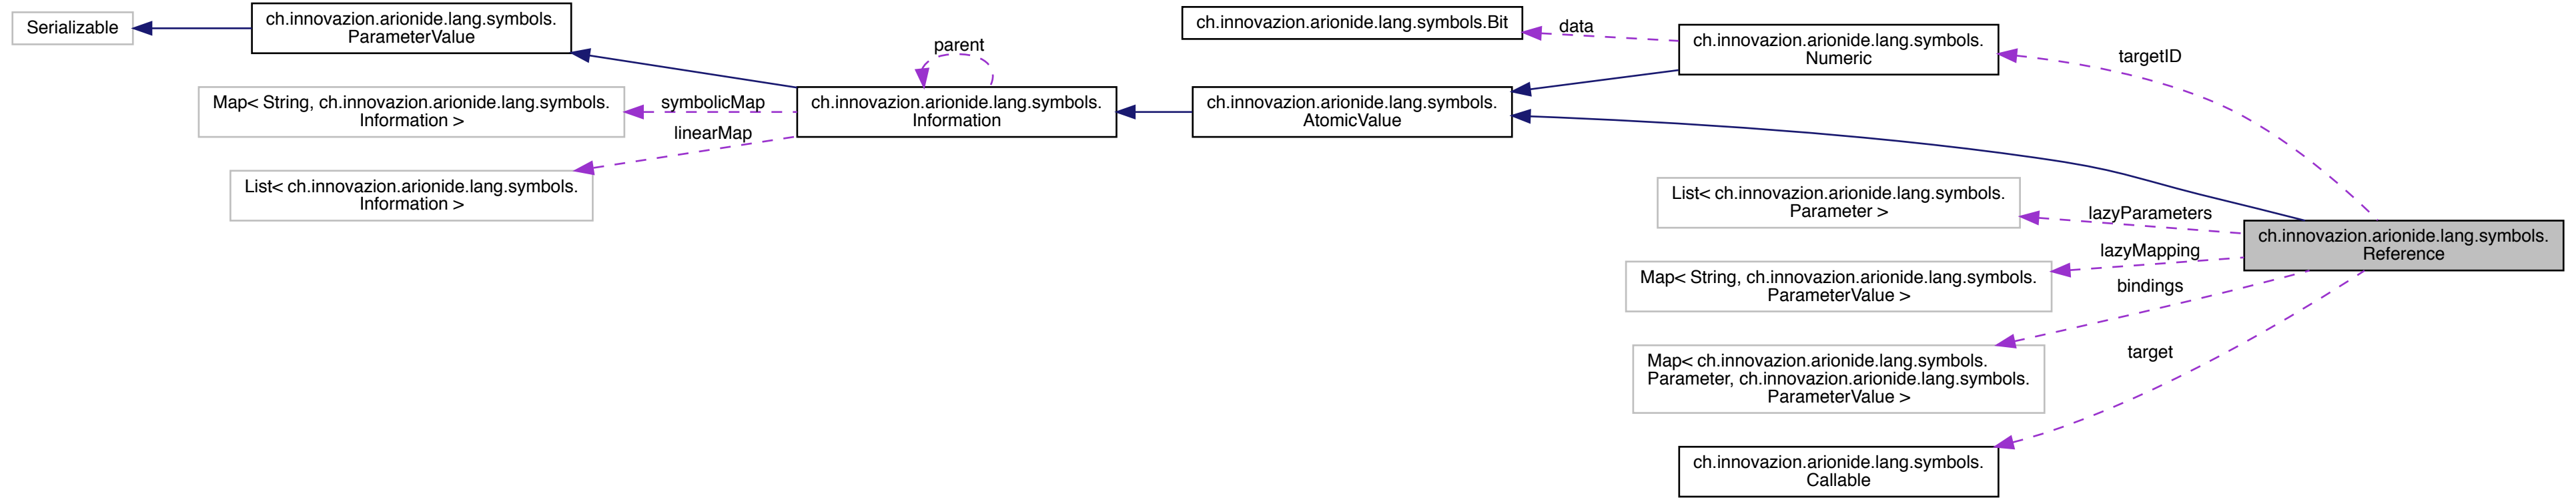 Serializable
ch.innovazion.arionide.lang.symbols.
ParameterValue
Map< String, ch.innovazion.arionide.lang.symbols.
Information >
List< ch.innovazion.arionide.lang.symbols.
Information >
symbolicMap
linearMap
parent
ch.innovazion.arionide.lang.symbols.
Information
ch.innovazion.arionide.lang.symbols.Bit
ch.innovazion.arionide.lang.symbols.
AtomicValue
data
ch.innovazion.arionide.lang.symbols.
Numeric
targetID
List< ch.innovazion.arionide.lang.symbols.
Parameter >
lazyParameters
Map< String, ch.innovazion.arionide.lang.symbols.
ParameterValue >
lazyMapping
Map< ch.innovazion.arionide.lang.symbols.
Parameter, ch.innovazion.arionide.lang.symbols.
ParameterValue >
bindings
ch.innovazion.arionide.lang.symbols.
Callable
target
ch.innovazion.arionide.lang.symbols.
Reference